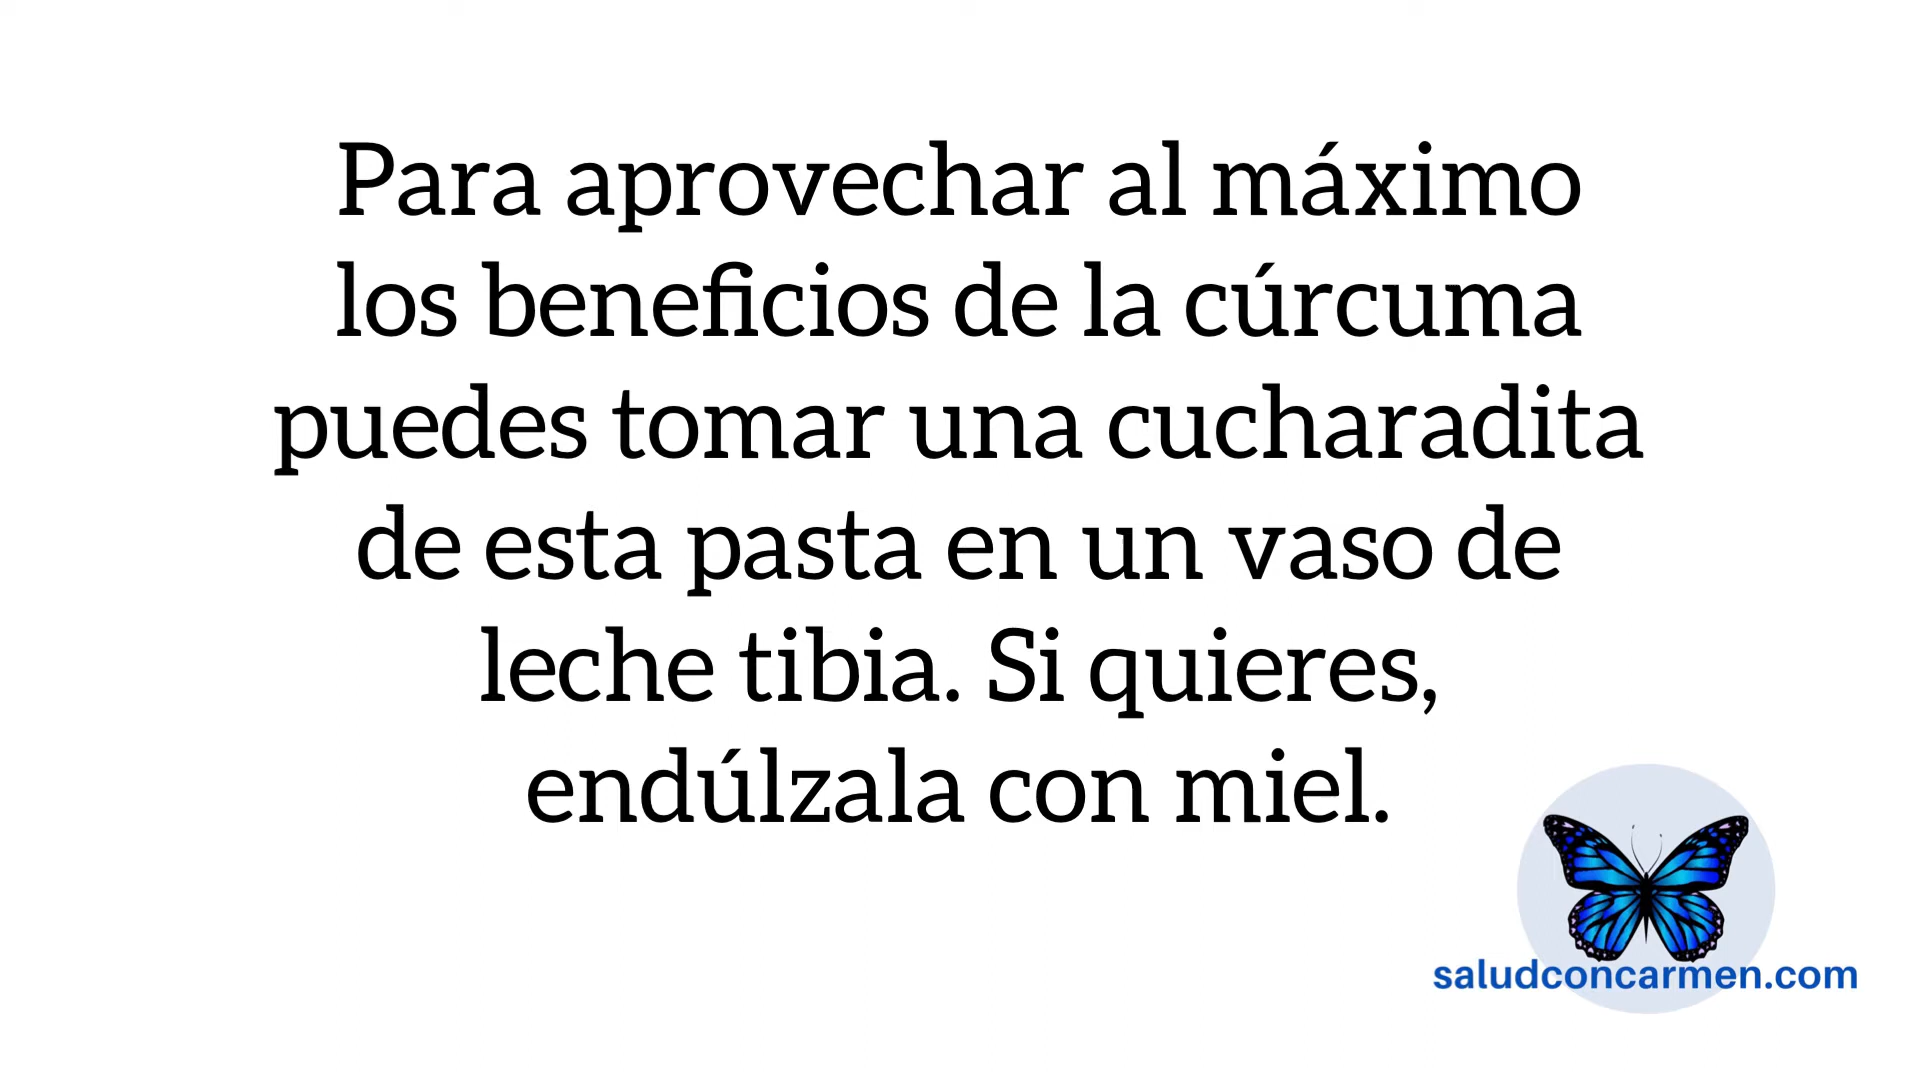 Para aprovechar al máximo
los beneficios de la cúrcuma
puedes tomar una cucharadita
de esta pasta en un vaso de
leche tibia. Si quieres,
endúlzala con miel.
saludconcarmen.com